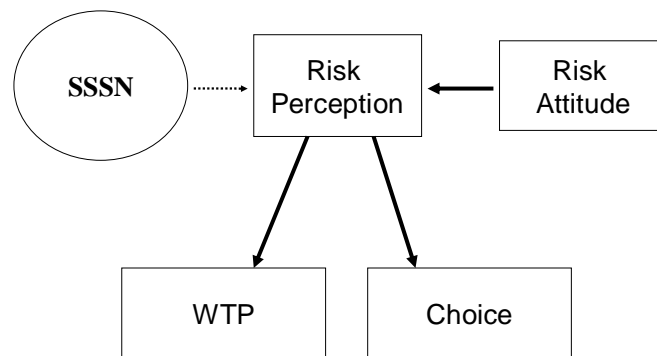 SSSN
Risk
Perception
Risk
Attitude
WTP
Choice